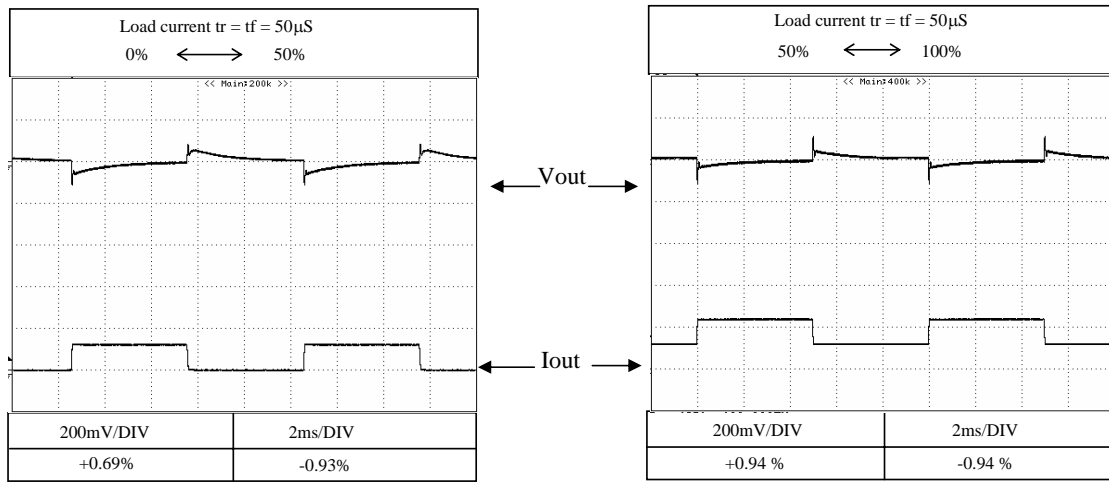 Load current tr = tf = 50μS
0% ⟷ 50%
<< Main:200k >>
200mV/DIV 2ms/DIV
+0.69% -0.93%
Vout
Iout
Load current tr = tf = 50μS
50% ⟷ 100%
<< Main:400k >>
200mV/DIV 2ms/DIV
+0.94 % -0.94 %